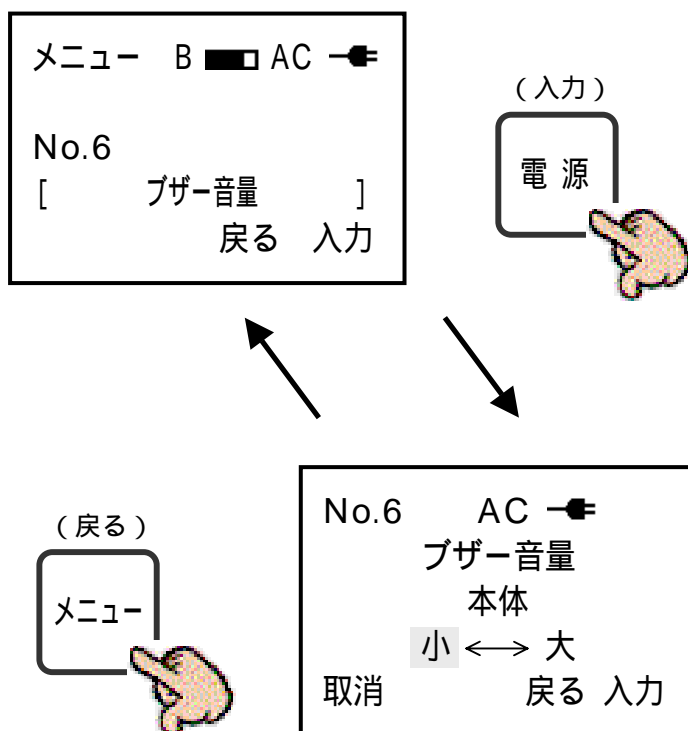 メニュー B AC
No.6
[ ブザー音量 ]
戻る 入力
（入力）
電源
（戻る）
メニュー
No.6 AC
ブザー音量
本体
小 ←→ 大
取消 戻る 入力